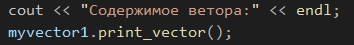 cout << "Содержимое ветора:" << endl;
myvector1.print_vector();